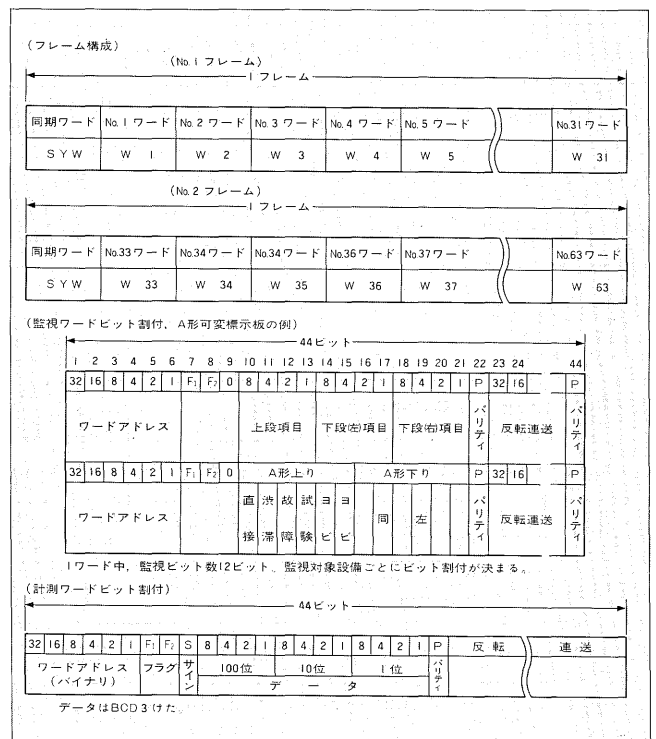 (フレーム構成)
(No.1フレーム)
1フレーム
同期ワード No.1ワード No.2ワード No.3ワード No.4ワード No.5ワード No.31ワード
SYW W 1 W 2 W 3 W 4 W 5 W 31
(No.2フレーム)
1フレーム
同期ワード No.33ワード No.34ワード No.34ワード No.36ワード No.37ワード No.63ワード
SYW W 33 W 34 W 35 W 36 W 37 W 63
(監視ワードビット割付,A形可変標示板の例)
44ビット
1 2 3 4 5 6 7 8 9 10 11 12 13 14 15 16 17 18 19 20 21 22 23 24 44
32 16 8 4 2 1 F₁ F₂ 0 8 4 2 1 8 4 2 1 8 4 2 1 P 32 16 P
ワードアドレス 上段項目 下段(左)項目 下段(右)項目 パリティ 反転連送 パリティ
32 16 8 4 2 1 F₁ F₂ 0 A形上り A形下り P 32 16 P
ワードアドレス 直接 渋滞 故障 試験 ヨビ ヨビ 同 左 パリティ 反転連送 パリティ
1ワード中,監視ビット数12ビット、監視対象設備ごとにビット割付が決まる。
(計測ワードビット割付)
44ビット
32 16 8 4 2 1 F₁ F₂ S 8 4 2 1 8 4 2 1 8 4 2 1 P 反転 連送
ワードアドレス フラグ サイン 100位 10位 1位 パリティ
(バイナリ) データ
データはBCD3けた。